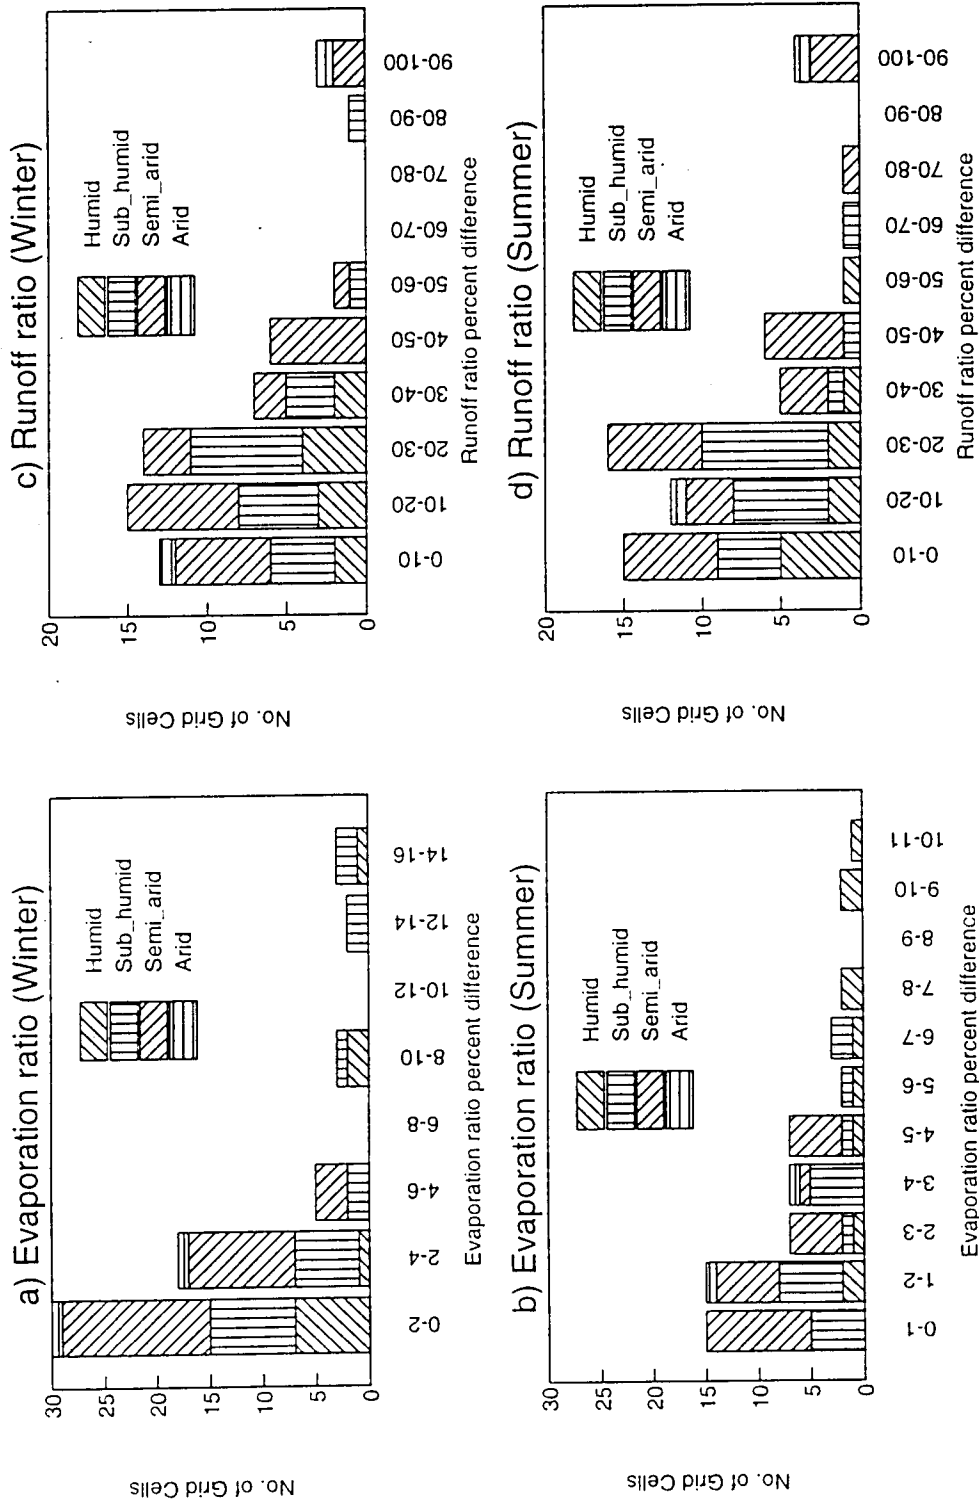 a) Evaporation ratio (Winter)
No. of Grid Cells
30
25
20
15
10
5
0
Humid
Sub_humid
Semi_arid
Arid
0-2
2-4
4-6
6-8
8-10
10-12
12-14
14-16
Evaporation ratio percent difference
b) Evaporation ratio (Summer)
No. of Grid Cells
30
25
20
15
10
5
0
Humid
Sub_humid
Semi_arid
Arid
0-1
1-2
2-3
3-4
4-5
5-6
6-7
7-8
8-9
9-10
10-11
Evaporation ratio percent difference
c) Runoff ratio (Winter)
No. of Grid Cells
20
15
10
5
0
Humid
Sub_humid
Semi_arid
Arid
0-10
10-20
20-30
30-40
40-50
50-60
60-70
70-80
80-90
90-100
Runoff ratio percent difference
d) Runoff ratio (Summer)
No. of Grid Cells
20
15
10
5
0
Humid
Sub_humid
Semi_arid
Arid
0-10
10-20
20-30
30-40
40-50
50-60
60-70
70-80
80-90
90-100
Runoff ratio percent difference